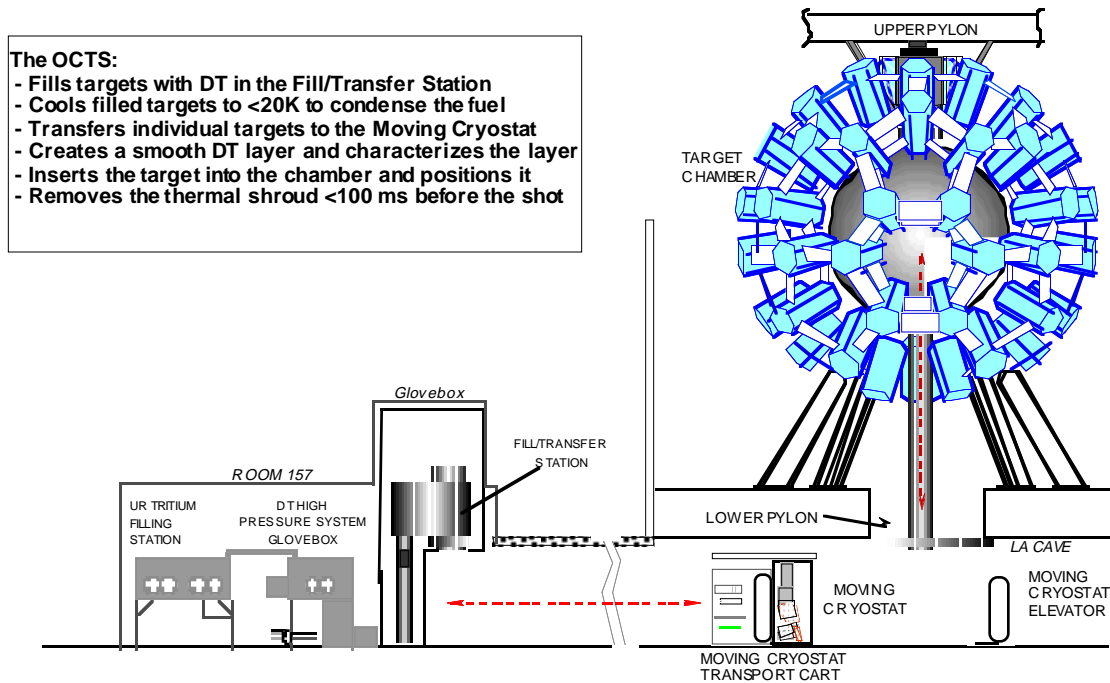 The OCTS:
- Fills targets with DT in the Fill/Transfer Station
- Cools filled targets to <20K to condense the fuel
- Transfers individual targets to the Moving Cryostat
- Creates a smooth DT layer and characterizes the layer
- Inserts the target into the chamber and positions it
- Removes the thermal shroud <100 ms before the shot
UPPER PYLON
TARGET
CHAMBER
Glovebox
FILL/TRANSFER
STATION
ROOM 157
UR TRITIUM
FILLING
STATION
DT HIGH
PRESSURE SYSTEM
GLOVEBOX
LOWER PYLON
LA CAVE
MOVING
CRYOSTAT
MOVING
CRYOSTAT
ELEVATOR
MOVING CRYOSTAT
TRANSPORT CART